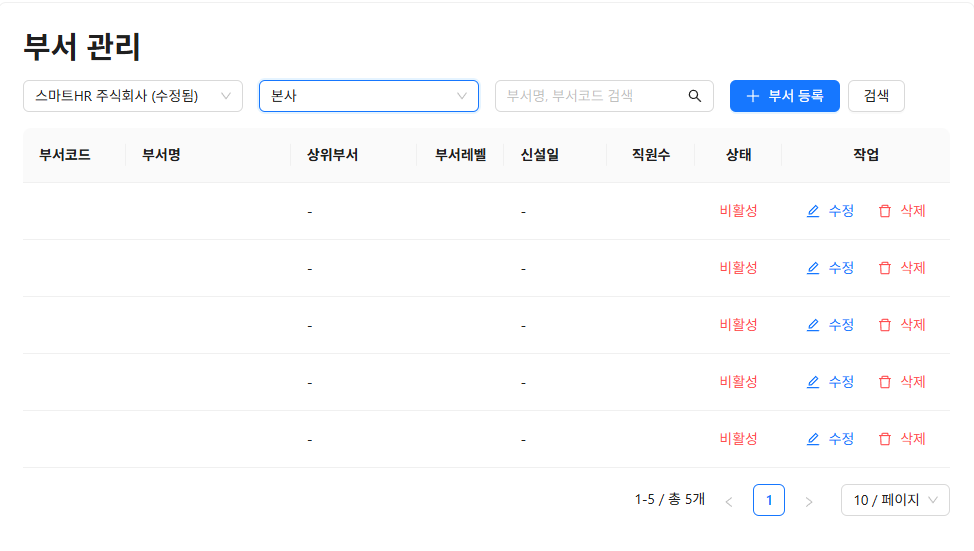 부서 관리
스마트HR 주식회사 (수정됨) 본사 부서명, 부서코드 검색 부서 등록 검색
부서코드 부서명 상위부서 부서레벨 신설일 직원수 상태 작업
- - 비활성 수정 삭제
- - 비활성 수정 삭제
- - 비활성 수정 삭제
- - 비활성 수정 삭제
- - 비활성 수정 삭제
1-5 / 총 5개 < 1 > 10 / 페이지